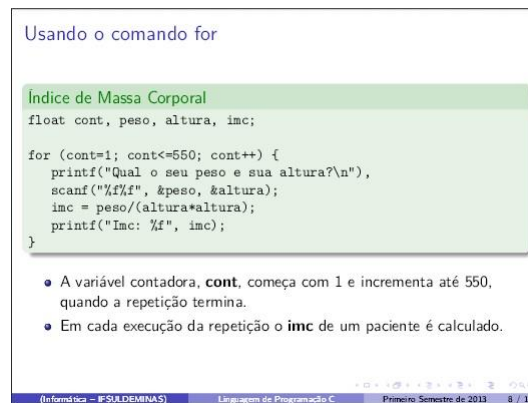 Usando o comando for
Índice de Massa Corporal
float cont, peso, altura, imc;
for (cont=1; cont<=550; cont++) {
printf("Qual o seu peso e sua altura?\n"),
scanf("%f%f", &peso, &altura);
imc = peso/(altura*altura);
printf("Imc: %f", imc);
}
A variável contadora, cont, começa com 1 e incrementa até 550,
quando a repetição termina.
Em cada execução da repetição o imc de um paciente é calculado.
(Informática – IFSULDEMINAS) Linguagem de Programação C Primeiro Semestre de 2013 8 /